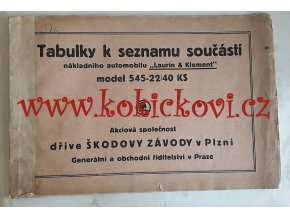 Tabulky k seznamu součástí
nákladního automobilu „Laurin & Klement"
model 545-22/40 KS
www.kobickovi.cz
Akciová společnost
dříve ŠKODOVY ZÁVODY v Plzni
Generální a obchodní ředitelství v Praze